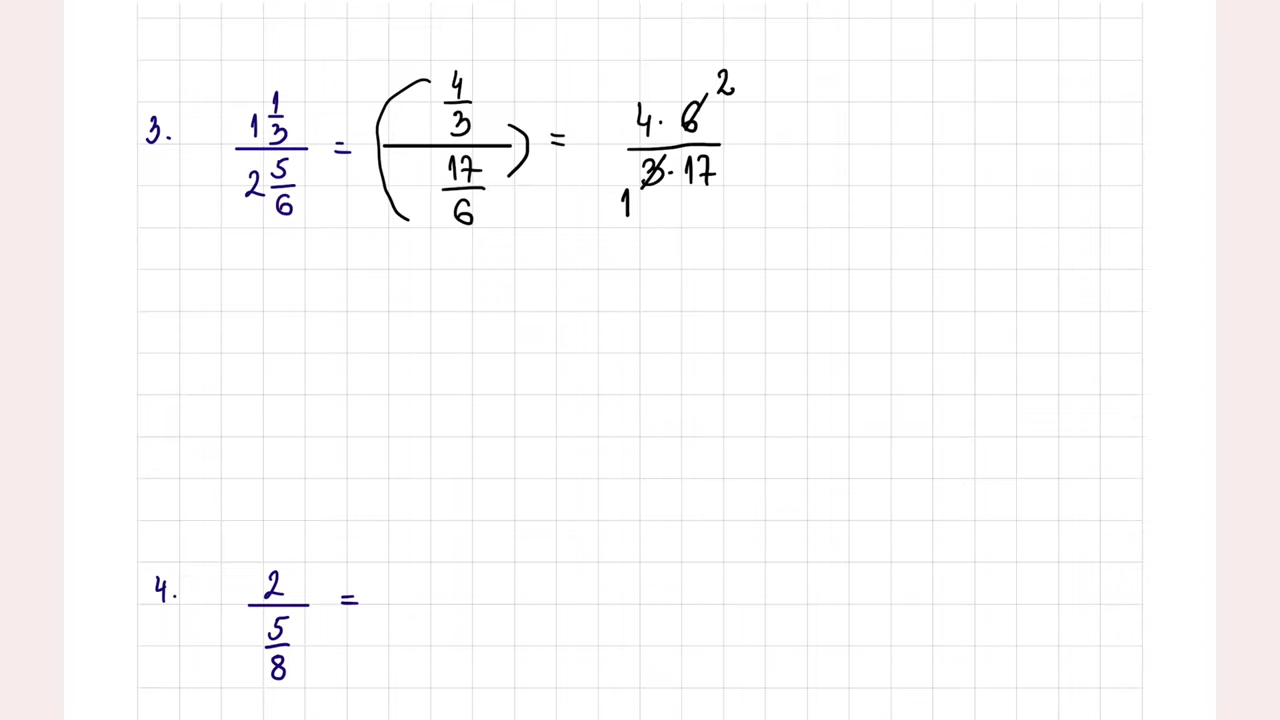 3. (1 1/3)/(2 5/6) = ((4/3)/(17/6)) = (4 · 6 2)/(1 3 · 17)
4. 2/(5/8) =